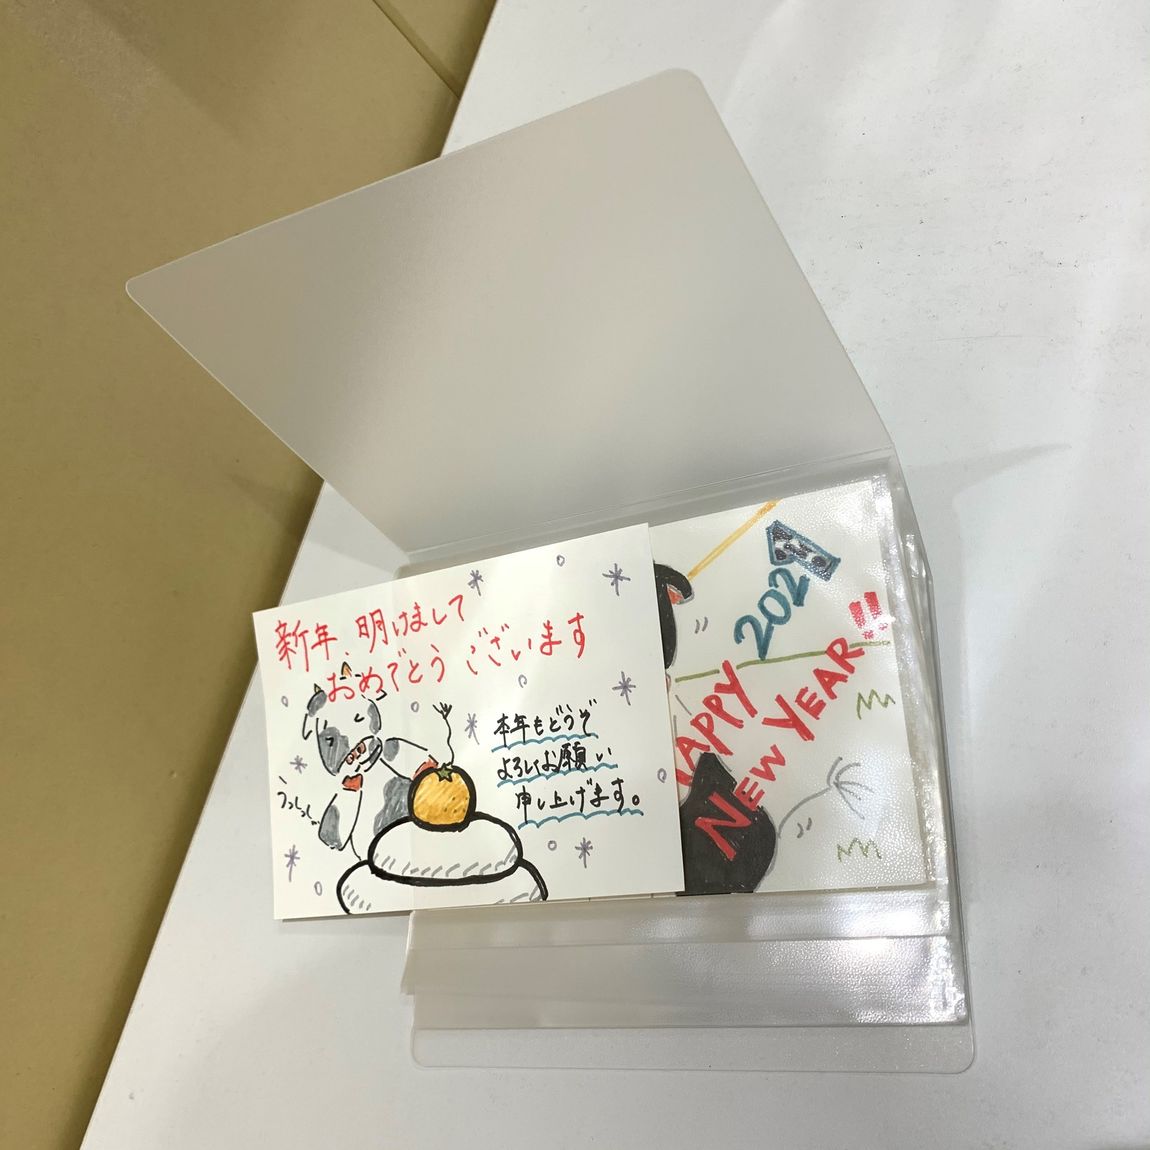 新年、明けまして
おめでとうございます
本年もどうぞ
よろしくお願い
申し上げます。
うっしっし
2021
HAPPY
NEW YEAR!!